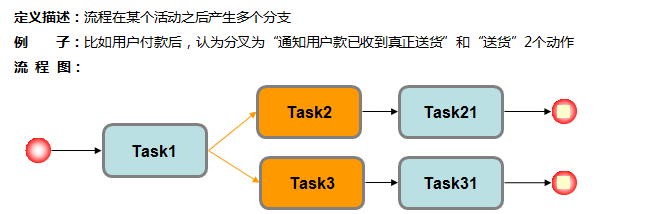 定义描述：流程在某个活动之后产生多个分支
例 子：比如用户付款后，认为分叉为“通知用户款已收到真正送货”和“送货”2个动作
流 程 图：
Task2 Task21
Task1
Task3 Task31